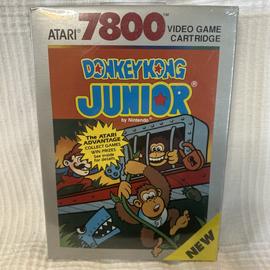 ATARI 7800 VIDEO GAME
CARTRIDGE
DONKEY KONG
JUNIOR
by Nintendo
The ATARI
ADVANTAGE
COLLECT GAMES
WIN PRIZES
See inside
for details.
NEW